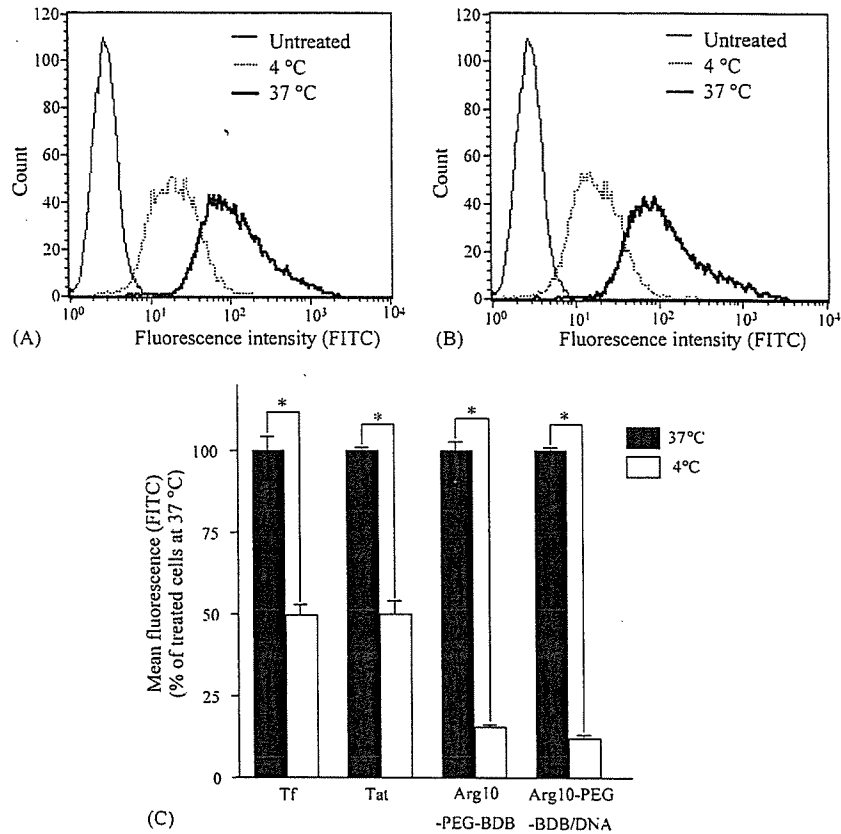 120
100
80
60
40
20
0
Count
Untreated
4 °C
37 °C
10⁰
10¹
10²
10³
10⁴
(A)
Fluorescence intensity (FITC)
120
100
80
60
40
20
0
Count
Untreated
4 °C
37 °C
10⁰
10¹
10²
10³
10⁴
(B)
Fluorescence intensity (FITC)
Mean fluorescence (FITC)
(% of treated cells at 37 °C)
100
75
50
25
0
*
*
*
*
37°C
4°C
Tf
Tat
Arg10
-PEG-BDB
Arg10-PEG
-BDB/DNA
(C)